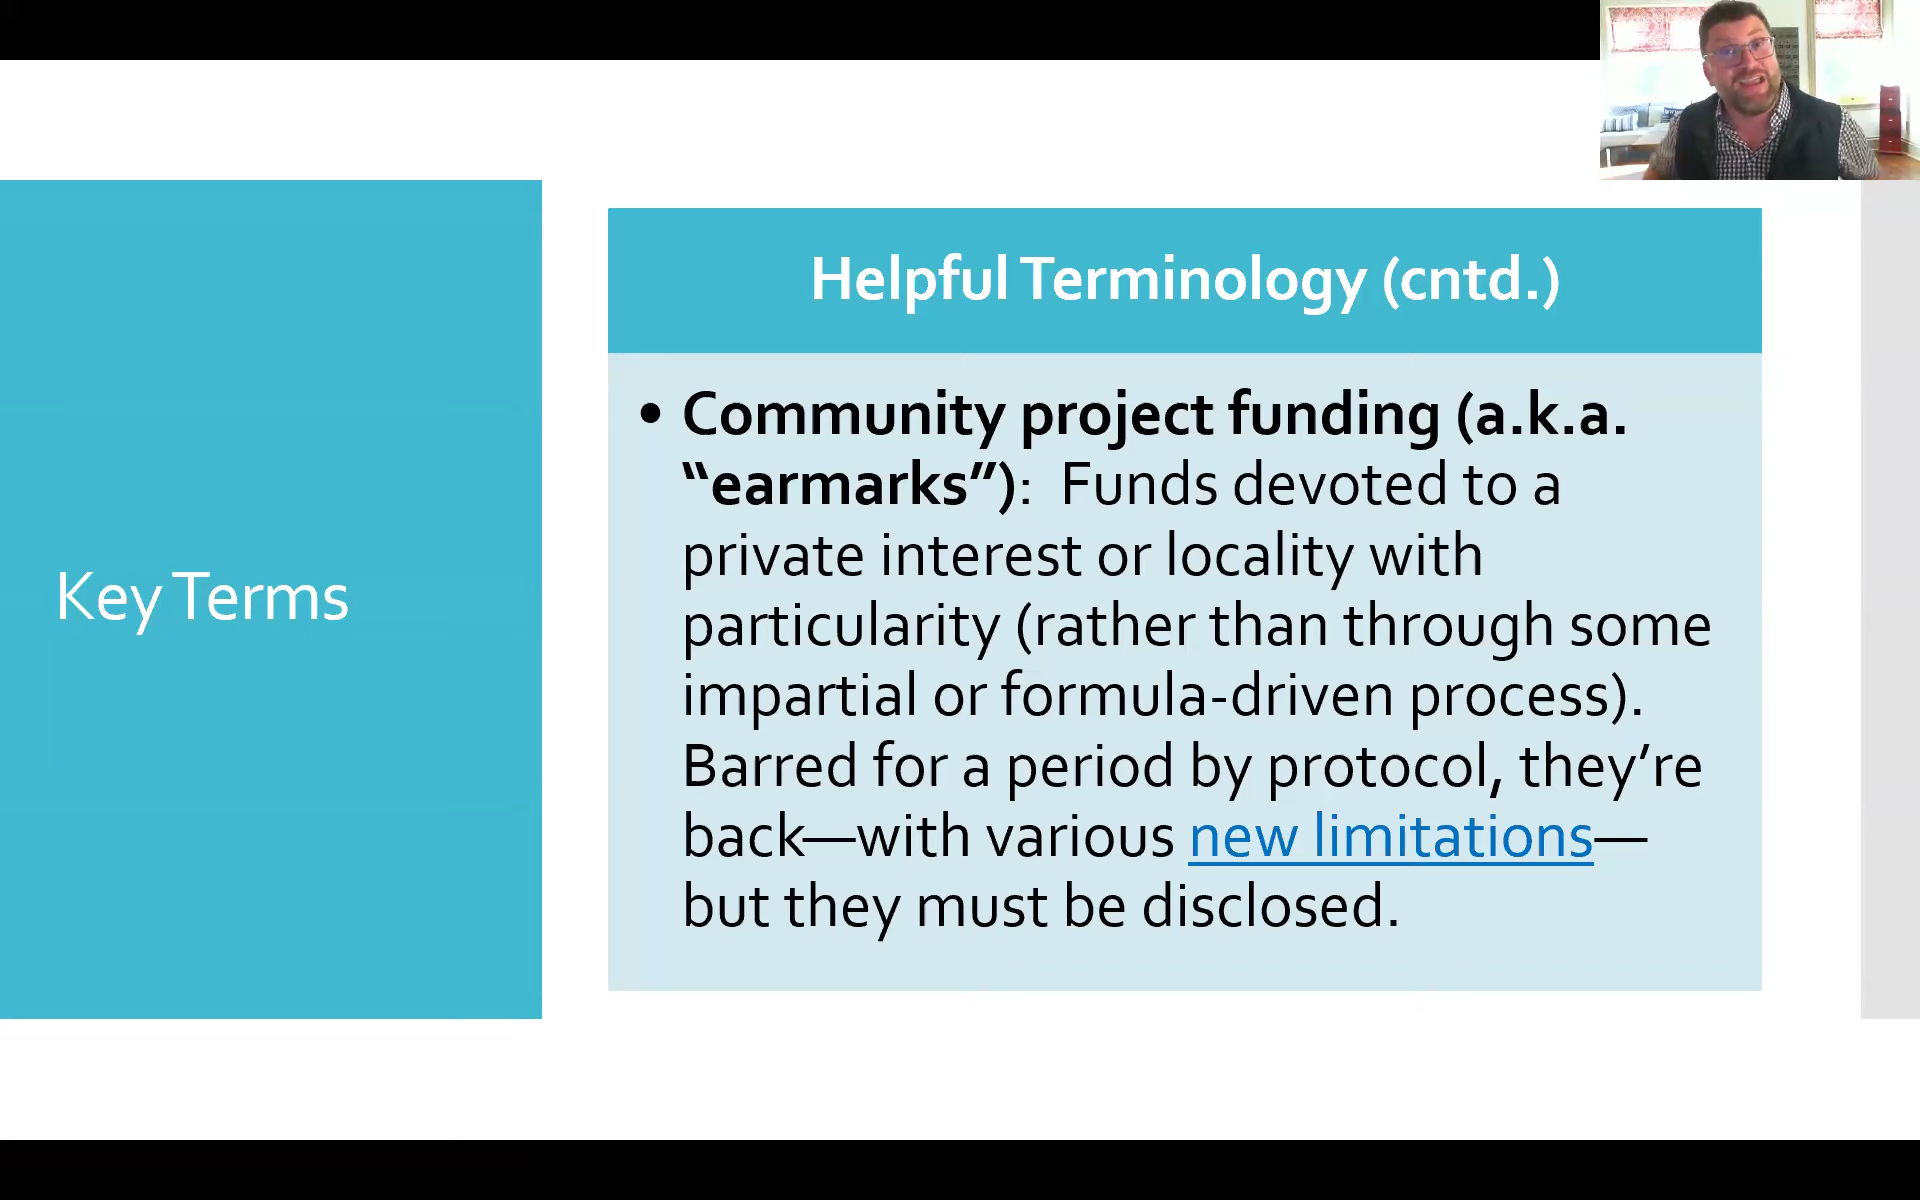 Key Terms
Helpful Terminology (cntd.)
• Community project funding (a.k.a.
“earmarks”):  Funds devoted to a
private interest or locality with
particularity (rather than through some
impartial or formula-driven process).
Barred for a period by protocol, they’re
back—with various new limitations—
but they must be disclosed.